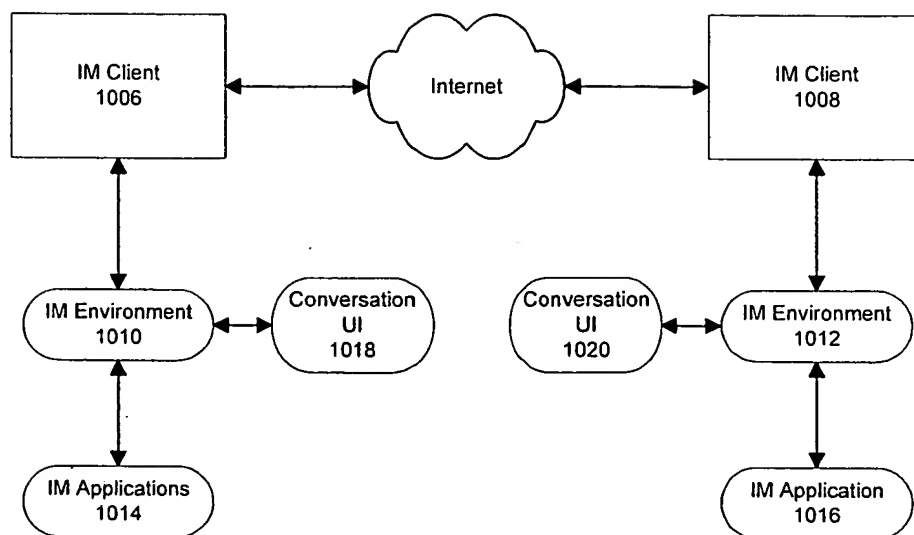 IM Client
1006
Internet
IM Client
1008
IM Environment
1010
Conversation
UI
1018
Conversation
UI
1020
IM Environment
1012
IM Applications
1014
IM Application
1016